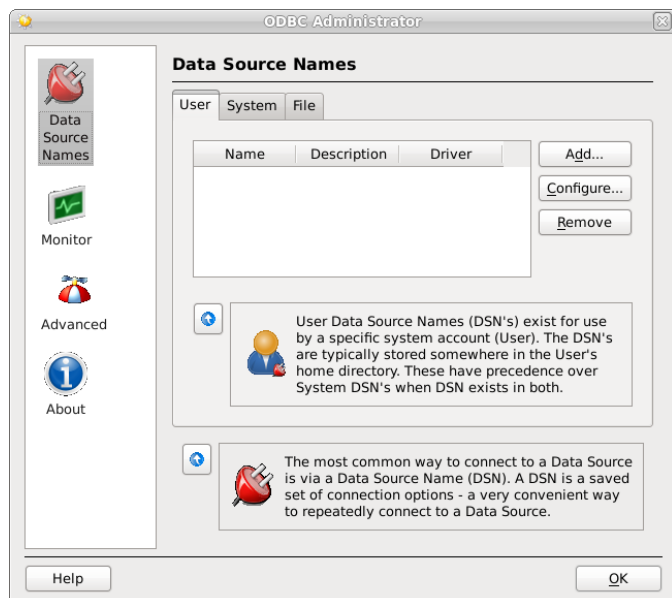 ODBC Administrator
Data
Source
Names
Monitor
Advanced
About
Data Source Names
User System File
Name Description Driver
Add...
Configure...
Remove
User Data Source Names (DSN's) exist for use
by a specific system account (User). The DSN's
are typically stored somewhere in the User's
home directory. These have precedence over
System DSN's when DSN exists in both.
The most common way to connect to a Data Source
is via a Data Source Name (DSN). A DSN is a saved
set of connection options - a very convenient way
to repeatedly connect to a Data Source.
Help
OK